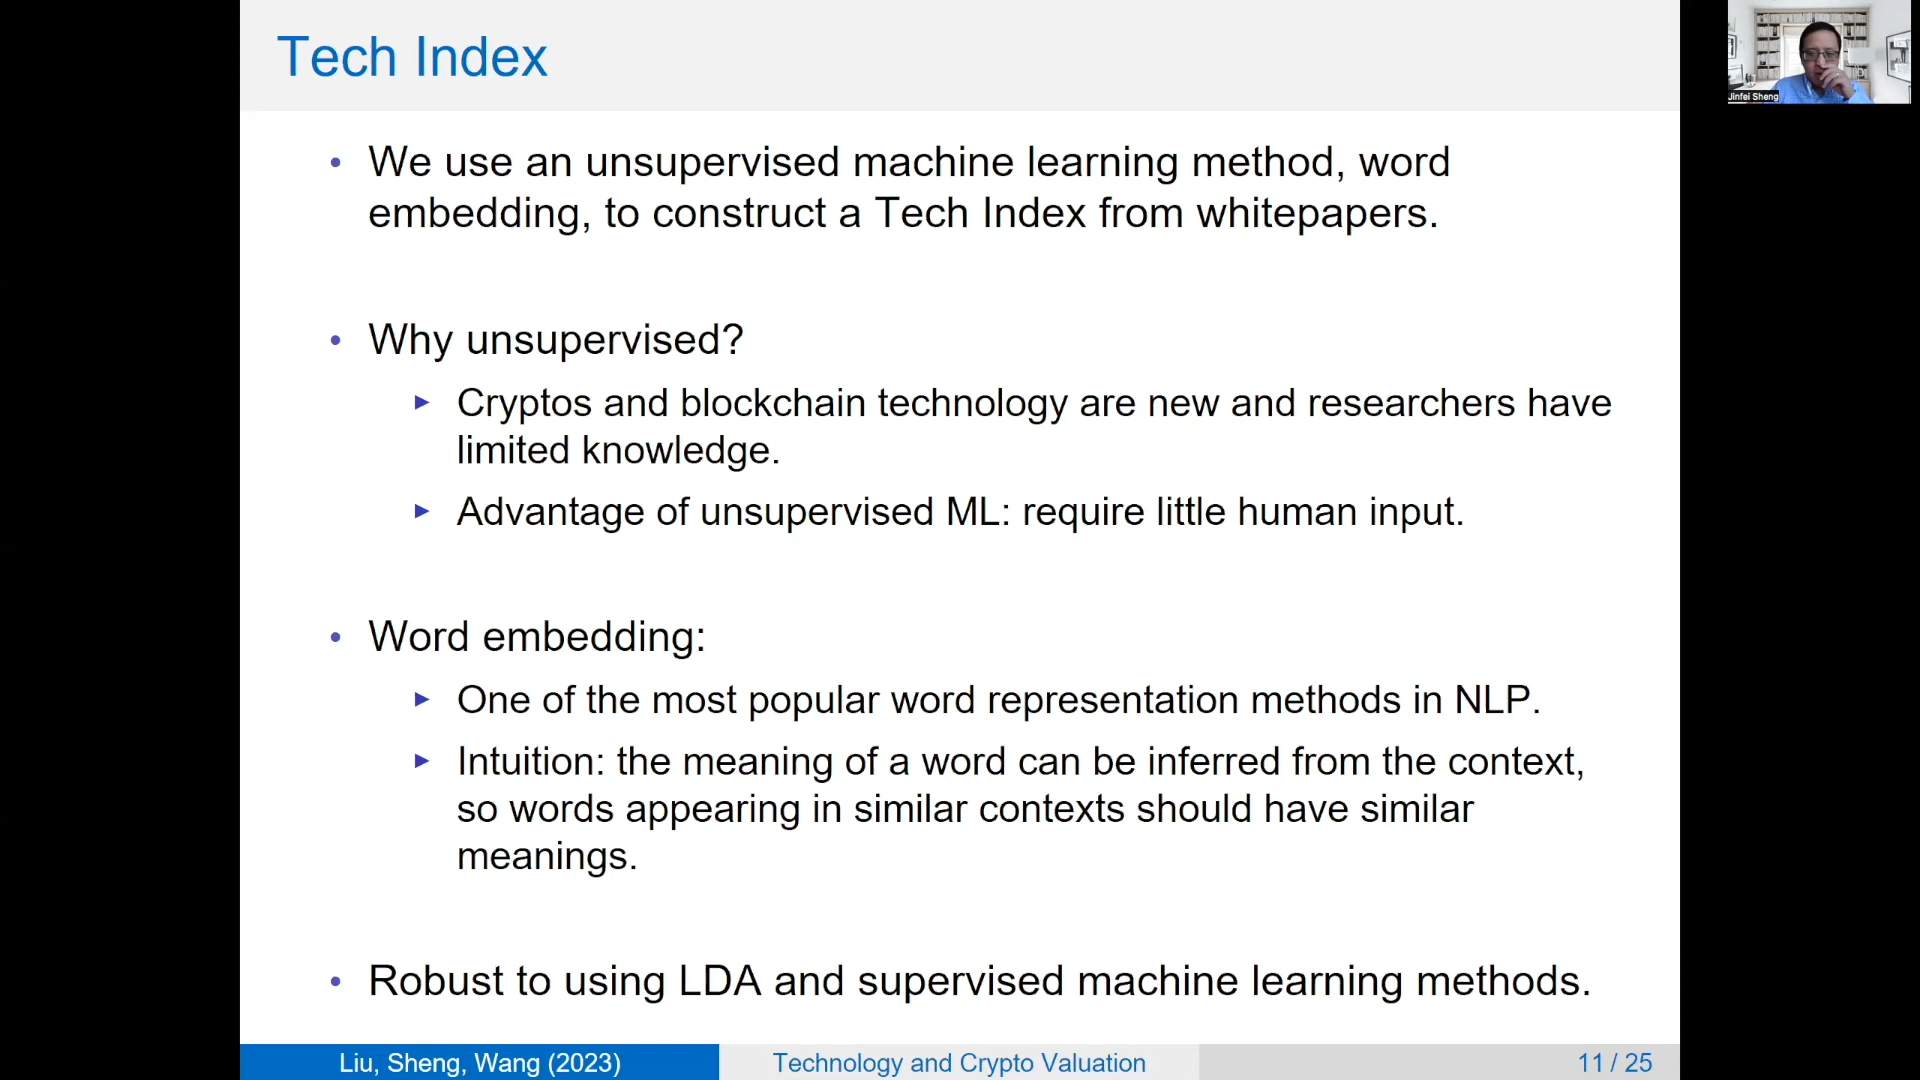 Tech Index
Jinfei Sheng
• We use an unsupervised machine learning method, word
embedding, to construct a Tech Index from whitepapers.
• Why unsupervised?
► Cryptos and blockchain technology are new and researchers have
limited knowledge.
► Advantage of unsupervised ML: require little human input.
• Word embedding:
► One of the most popular word representation methods in NLP.
► Intuition: the meaning of a word can be inferred from the context,
so words appearing in similar contexts should have similar
meanings.
• Robust to using LDA and supervised machine learning methods.
Liu, Sheng, Wang (2023)
Technology and Crypto Valuation
11 / 25